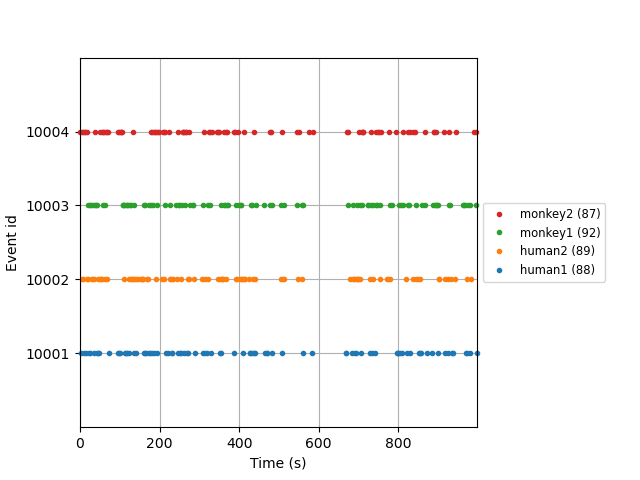 10004
10003
10002
10001
Event id
0 200 400 600 800
Time (s)
monkey2 (87)
monkey1 (92)
human2 (89)
human1 (88)